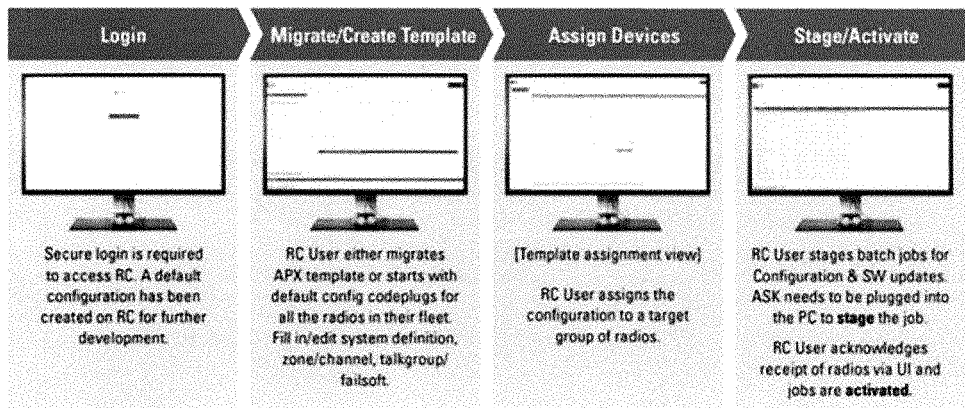 Login
Migrate/Create Template
Assign Devices
Stage/Activate
Secure login is required
to access RC. A default
configuration has been
created on RC for further
development.
RC User either migrates
APX template or starts with
default config codeplugs for
all the radios in their fleet.
Fill in/edit system definition,
zone/channel, talkgroup/
failsoft.
[Template assignment view]
RC User assigns the
configuration to a target
group of radios.
RC User stages batch jobs for
Configuration & SW updates.
ASK needs to be plugged into
the PC to stage the job.
RC User acknowledges
receipt of radios via UI and
jobs are activated.